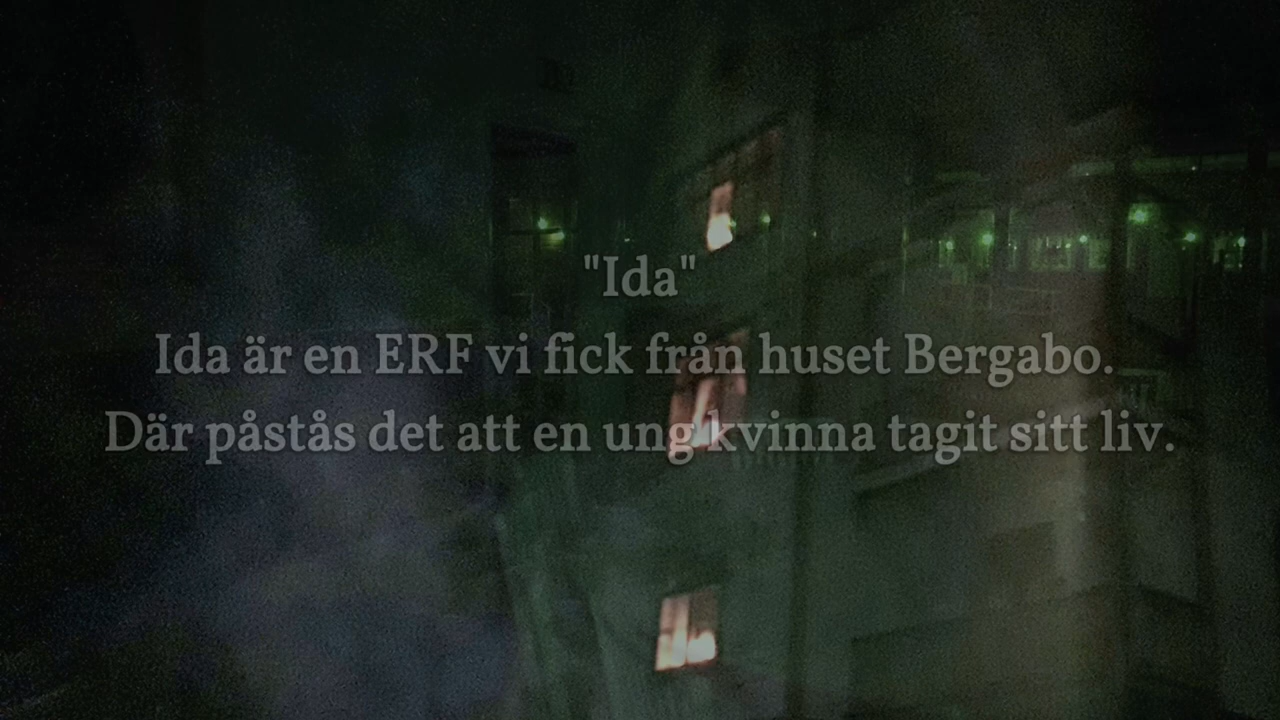 "Ida"
Ida är en ERF vi fick från huset Bergabo.
Där påstås det att en ung kvinna tagit sitt liv.